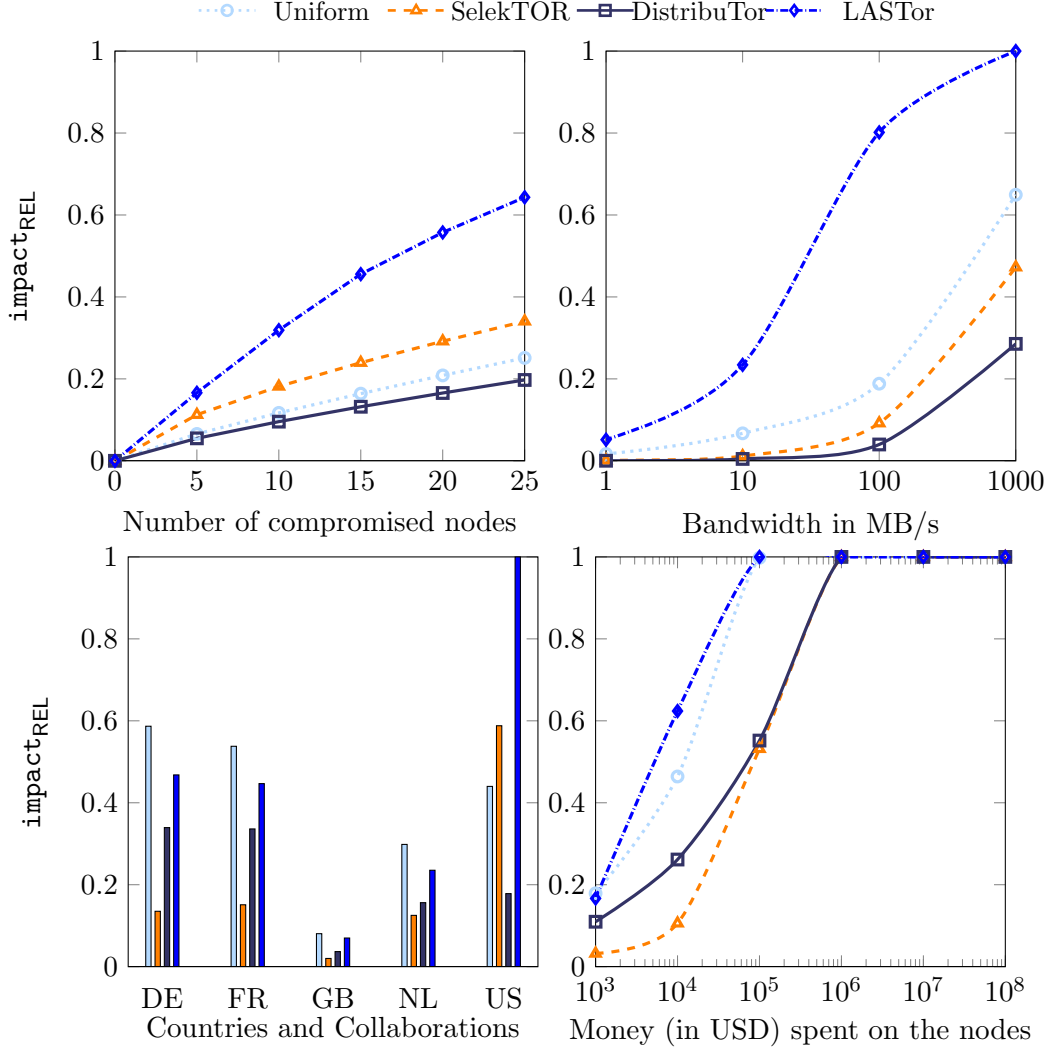 Uniform SelekTOR DistribuTor LASTor
impact_REL
1
0.8
0.6
0.4
0.2
0
0 5 10 15 20 25
Number of compromised nodes
1
0.8
0.6
0.4
0.2
0
1 10 100 1000
Bandwidth in MB/s
impact_REL
1
0.8
0.6
0.4
0.2
0
DE FR GB NL US
Countries and Collaborations
1
0.8
0.6
0.4
0.2
0
10^3 10^4 10^5 10^6 10^7 10^8
Money (in USD) spent on the nodes